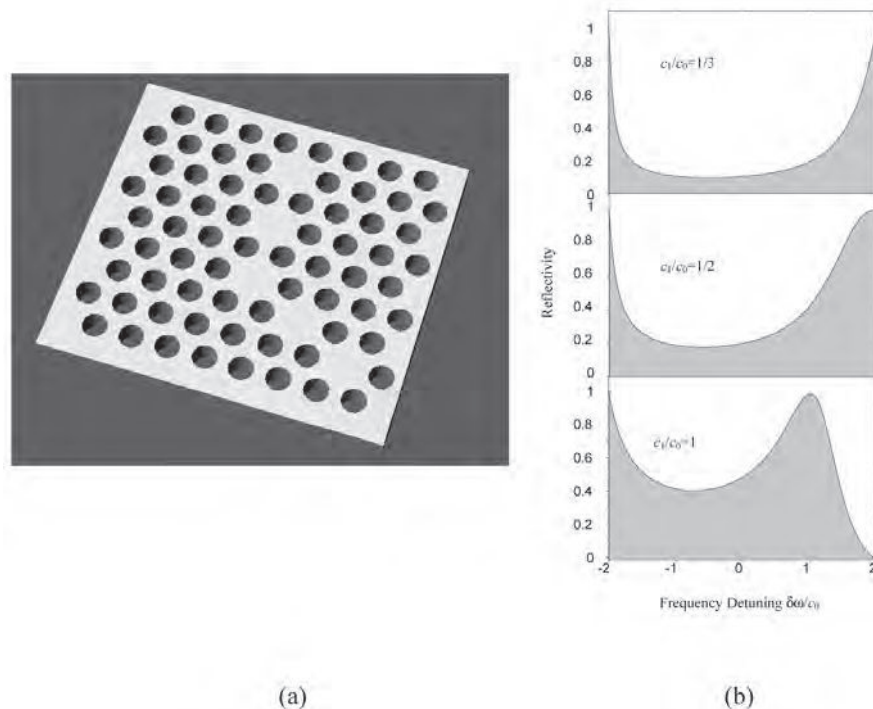 1
0.8
c₁/c₀=1/3
0.6
0.4
0.2
0
1
0.8
c₁/c₀=1/2
0.6
0.4
0.2
0
Reflectivity
1
0.8
c₁/c₀=1
0.6
0.4
0.2
0
-2 -1 0 1 2
Frequency Detuning δω/c₀
(a) (b)